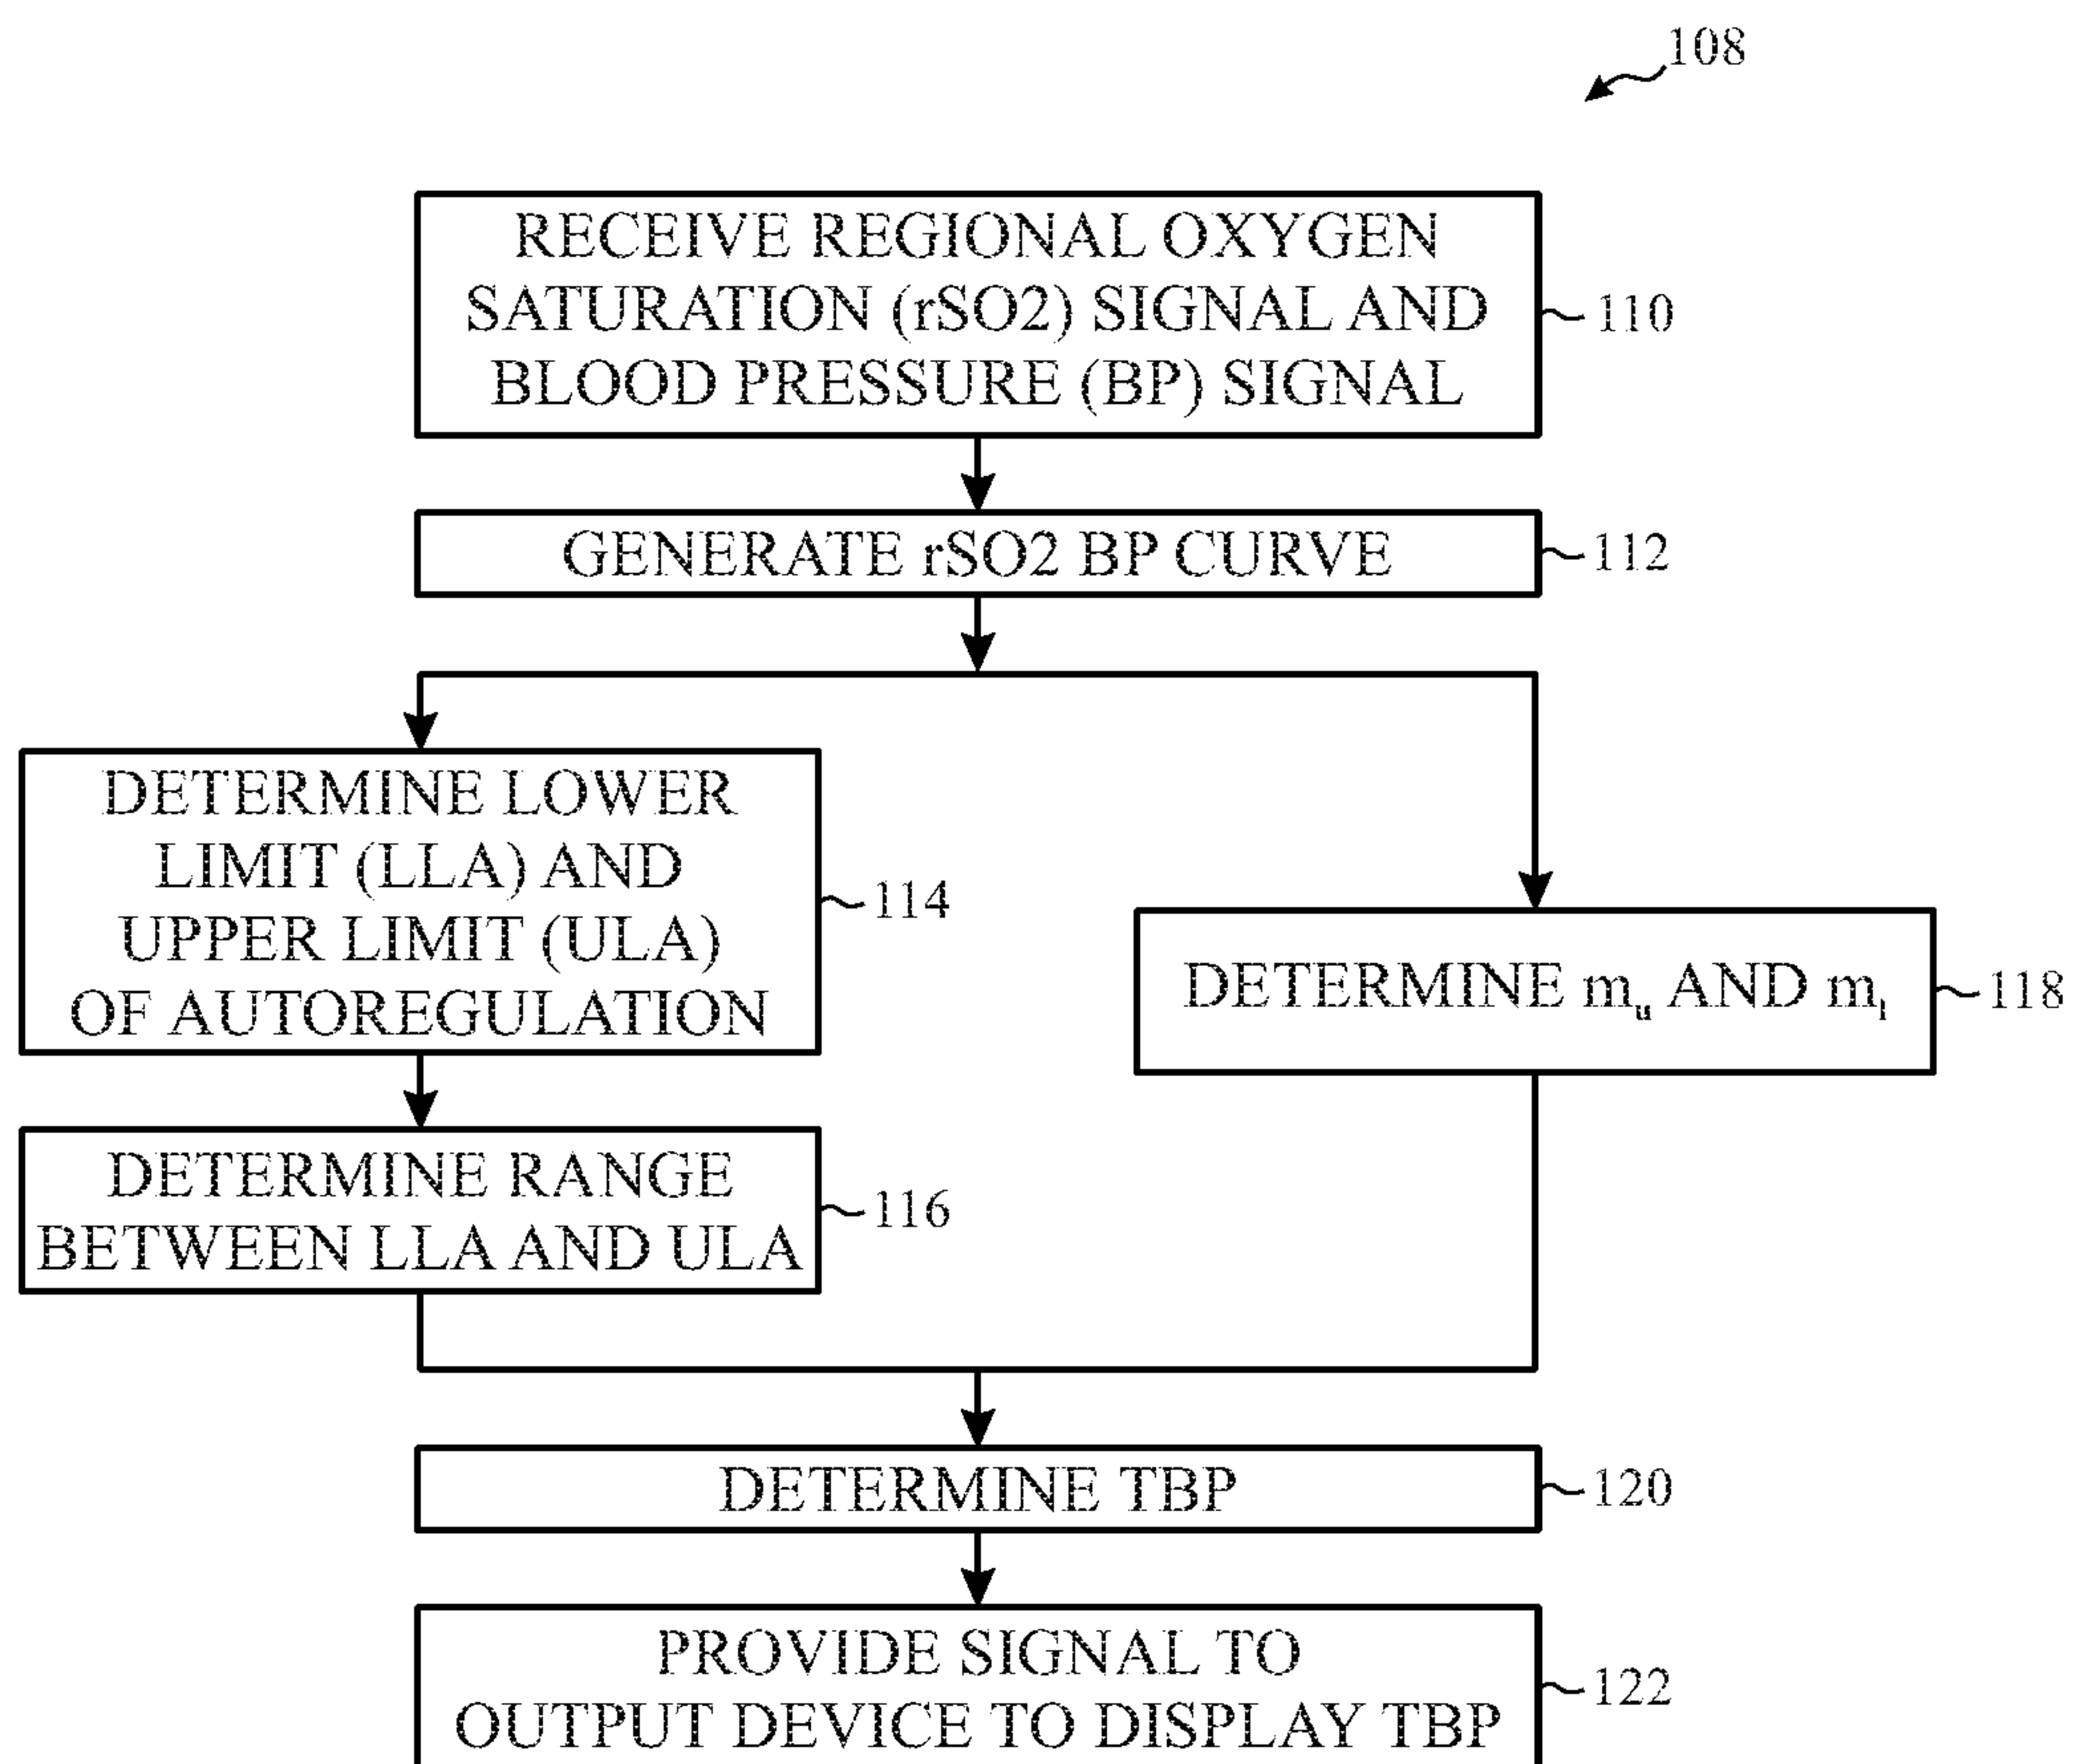 108
RECEIVE REGIONAL OXYGEN
SATURATION (rSO2) SIGNAL AND
BLOOD PRESSURE (BP) SIGNAL
110
GENERATE rSO2 BP CURVE
112
DETERMINE LOWER
LIMIT (LLA) AND
UPPER LIMIT (ULA)
OF AUTOREGULATION
114
DETERMINE mᵤ AND mₗ
118
DETERMINE RANGE
BETWEEN LLA AND ULA
116
DETERMINE TBP
120
PROVIDE SIGNAL TO
OUTPUT DEVICE TO DISPLAY TBP
122